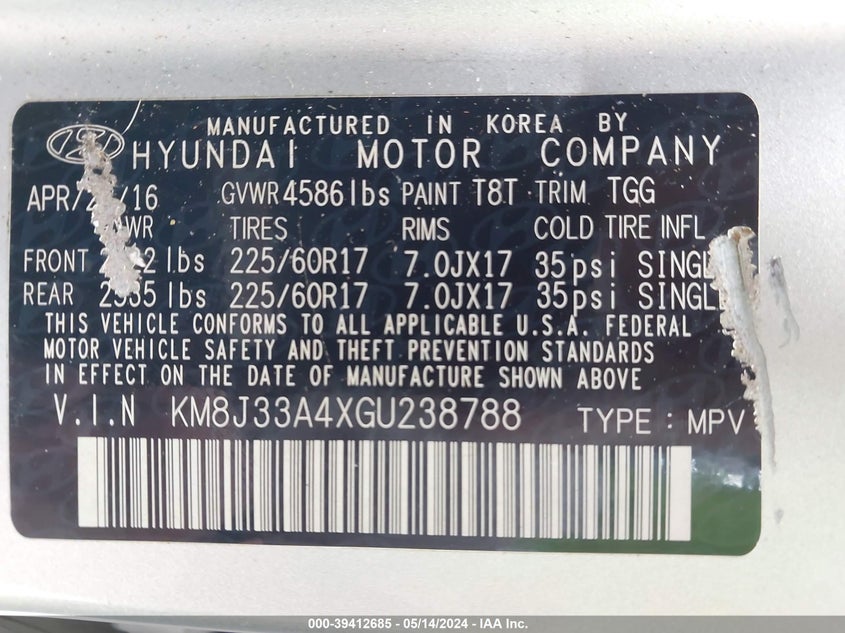 MANUFACTURED IN KOREA BY
HYUNDAI MOTOR COMPANY
APR/ /16 GVWR 4586lbs PAINT T8T TRIM TGG
TIRES RIMS COLD TIRE INFL
FRONT lbs 225/60R17 7.0JX17 35psi
REAR lbs 225/60R17 7.0JX17 35psi
THIS VEHICLE CONFORMS TO ALL APPLICABLE U.S.A. FEDERAL
MOTOR VEHICLE SAFETY AND THEFT PREVENTION STANDARDS
IN EFFECT ON THE DATE OF MANUFACTURE SHOWN ABOVE
V.I.N KM8J33A4XGU238788 TYPE : MPV
000-39412685 - 05/14/2024 - IAA Inc.